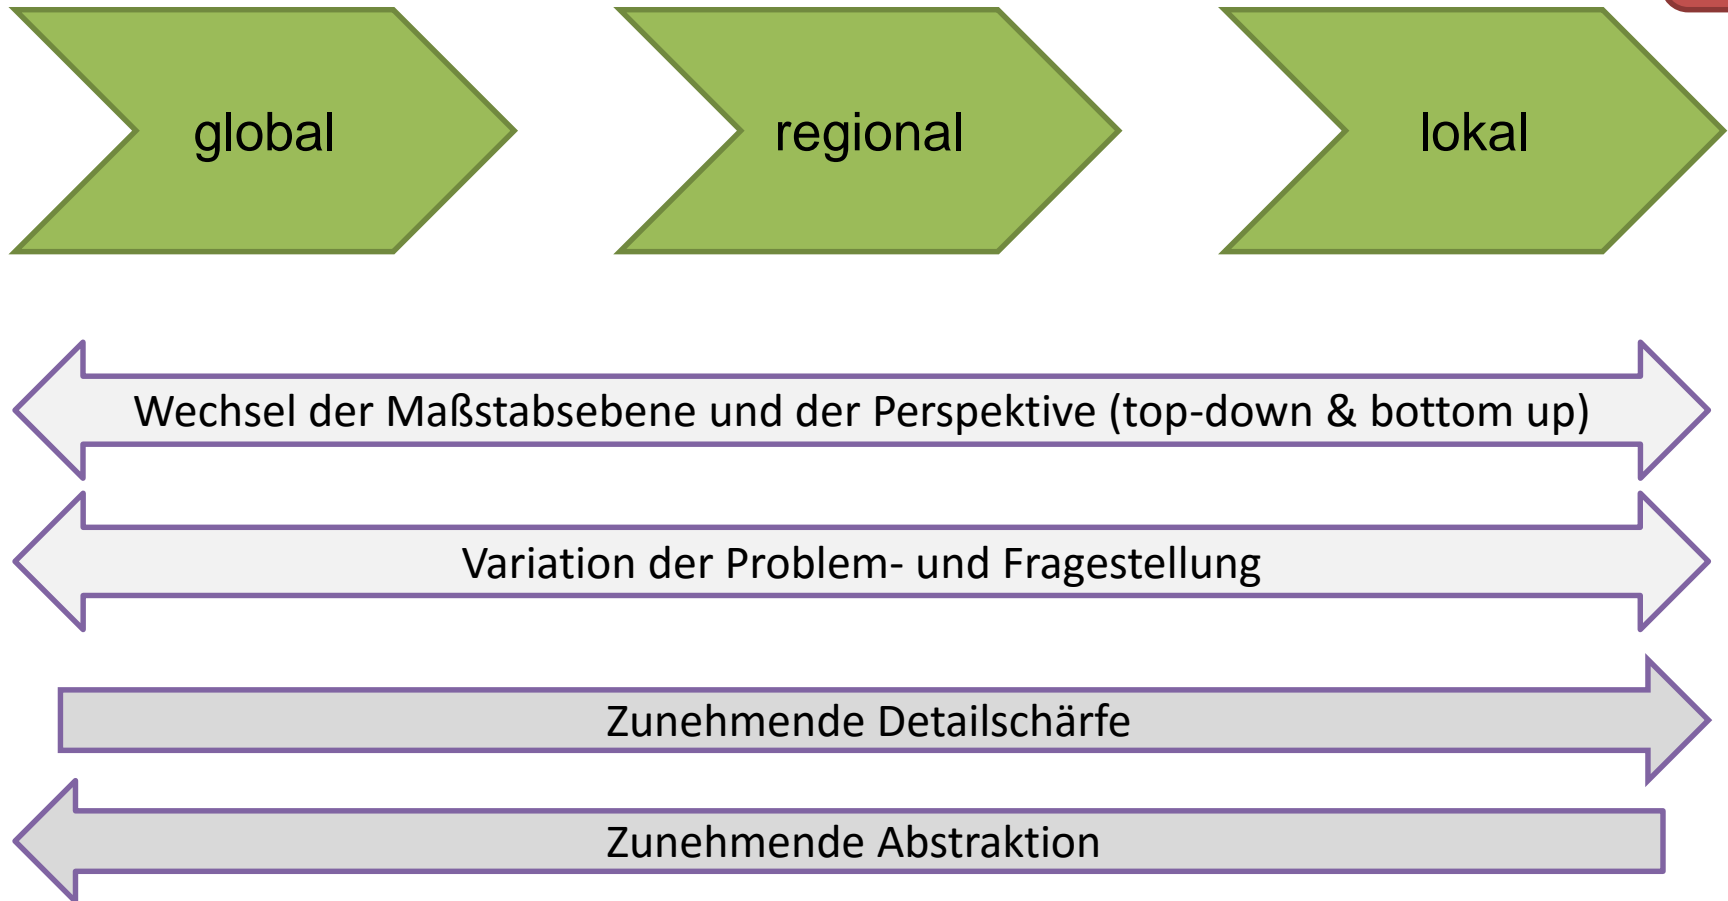 global
regional
lokal
Wechsel der Maßstabsebene und der Perspektive (top-down & bottom up)
Variation der Problem- und Fragestellung
Zunehmende Detailschärfe
Zunehmende Abstraktion